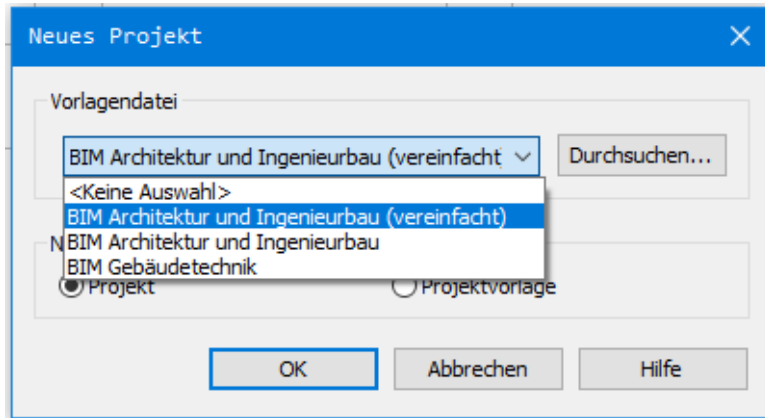 Neues Projekt
Vorlagendatei
BIM Architektur und Ingenieurbau (vereinfacht
Durchsuchen...
<Keine Auswahl>
BIM Architektur und Ingenieurbau (vereinfacht)
BIM Architektur und Ingenieurbau
BIM Gebäudetechnik
Projekt
Projektvorlage
OK
Abbrechen
Hilfe